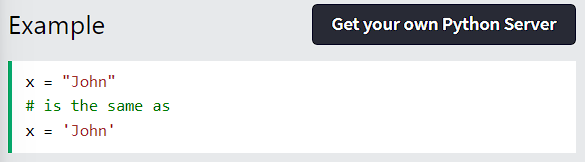 Example
Get your own Python Server
x = "John"
# is the same as
x = 'John'